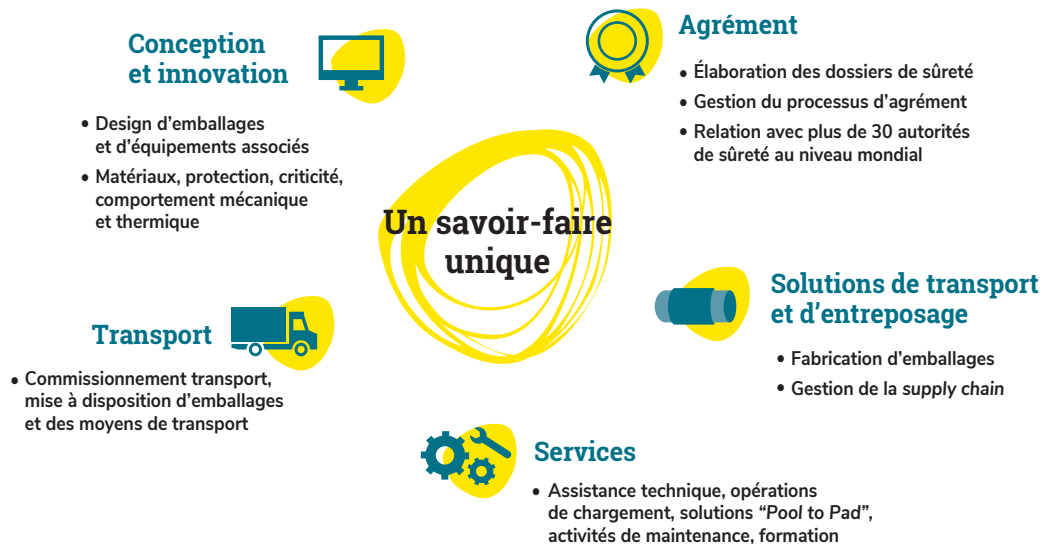 Conception
et innovation
• Design d’emballages
et d’équipements associés
• Matériaux, protection, criticité,
comportement mécanique
et thermique
Agrément
• Élaboration des dossiers de sûreté
• Gestion du processus d’agrément
• Relation avec plus de 30 autorités
de sûreté au niveau mondial
Un savoir-faire
unique
Solutions de transport
et d’entreposage
• Fabrication d’emballages
• Gestion de la supply chain
Transport
• Commissionnement transport,
mise à disposition d’emballages
et des moyens de transport
Services
• Assistance technique, opérations
de chargement, solutions “Pool to Pad”,
activités de maintenance, formation